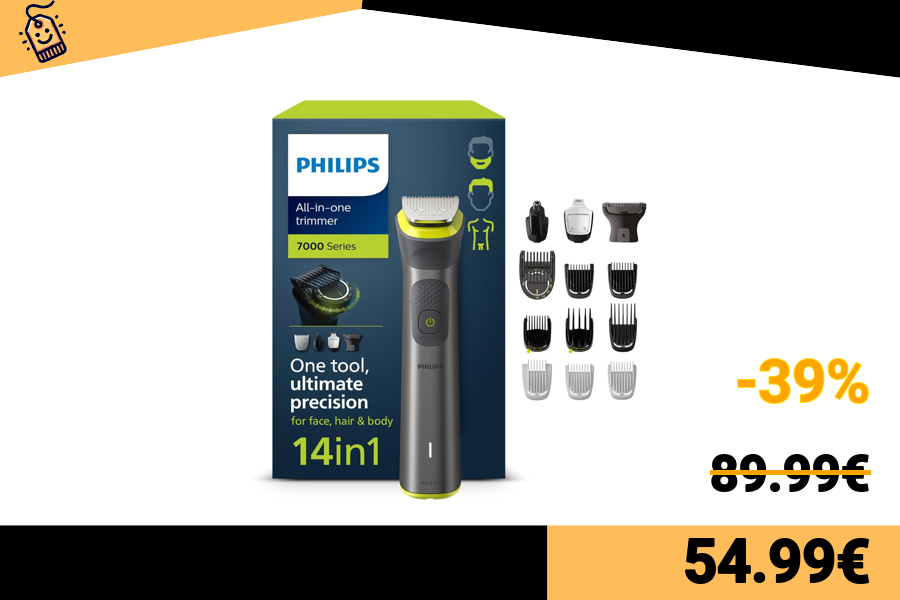 PHILIPS
All-in-one
trimmer
7000 Series
One tool,
ultimate
precision
for face, hair & body
14in1
PHILIPS
-39%
89.99€
54.99€